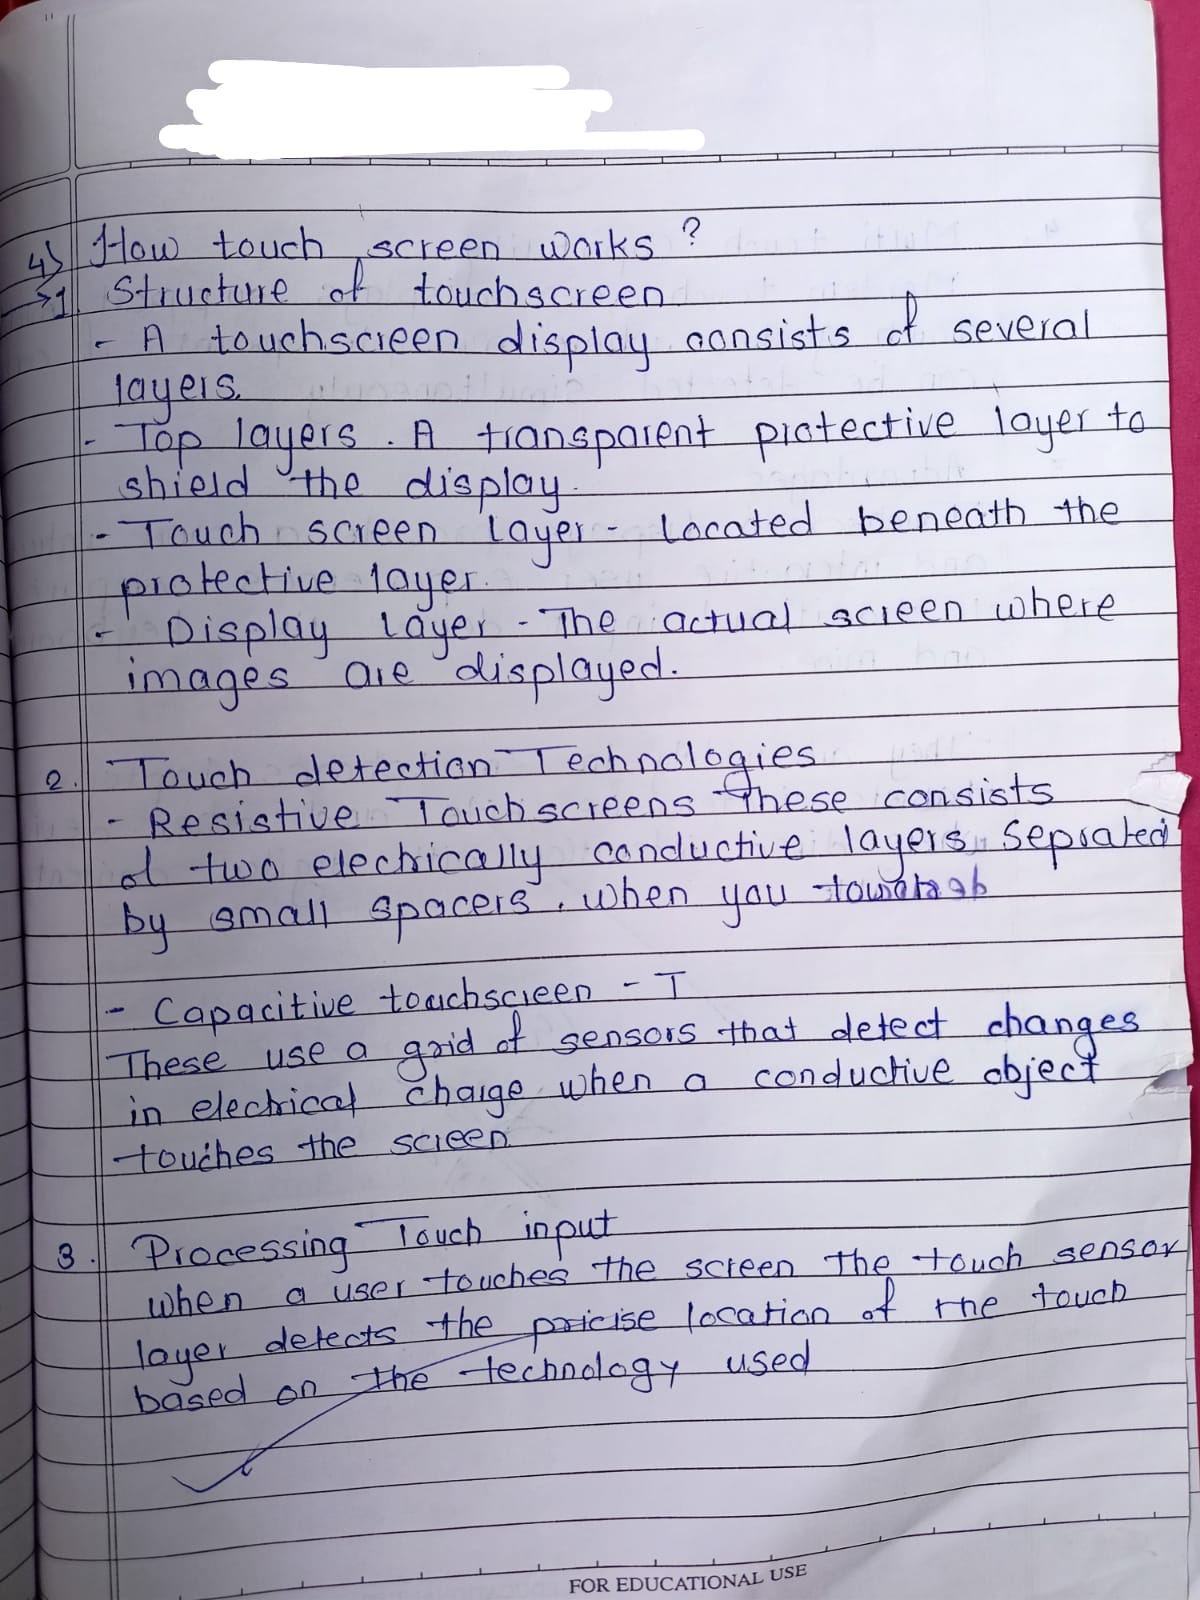 4) How touch screen works ?
→1. Structure of touchscreen
- A touchscreen display consists of several
layers.
- Top layers . A transparent protective layer to
shield the display.
- Touch screen Layer - Located beneath the
protective layer.
- Display Layer - The actual screen where
images are displayed.
2. Touch detection Technologies
- Resistive Touchscreens These consists
of two electrically conductive layers, Seprated
by small spacers. when you
- Capacitive touchscreen - T
These use a grid of sensors that detect changes
in electrical charge when a conductive object
touches the screen
3. Processing Touch input
when a user touches the screen the touch sensor
layer detects the pricise location of the touch
based on the technology used
FOR EDUCATIONAL USE